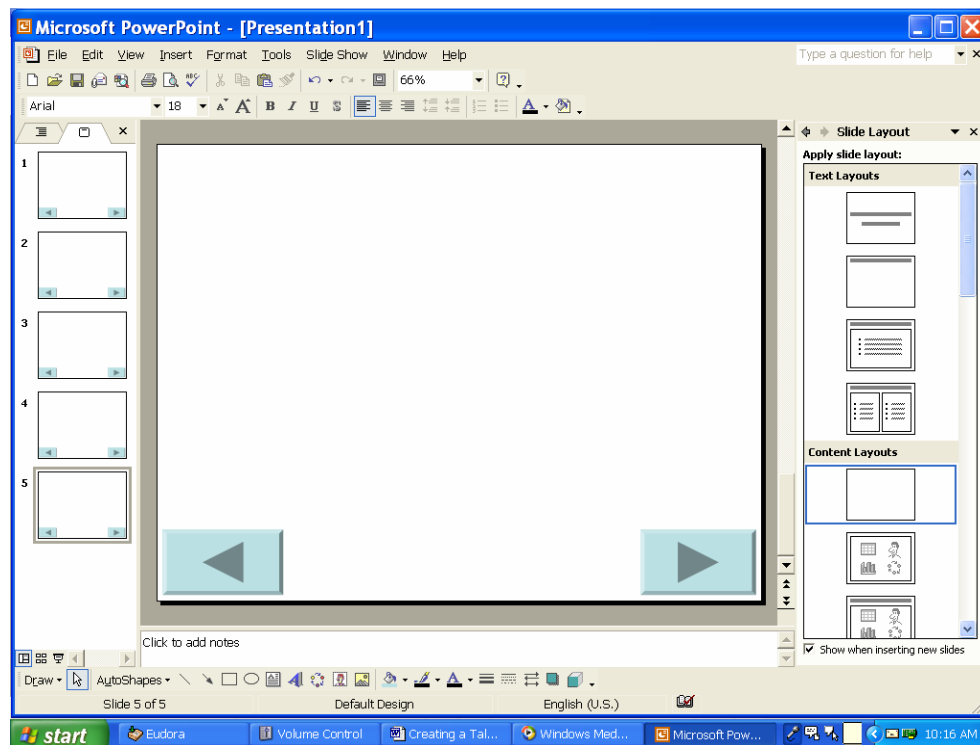 Microsoft PowerPoint - [Presentation1]
File Edit View Insert Format Tools Slide Show Window Help Type a question for help
66%
Arial 18 A A B I U S A
Slide Layout
Apply slide layout:
Text Layouts
1
2
3
4
Content Layouts
5
Click to add notes
Show when inserting new slides
Draw AutoShapes A A
Slide 5 of 5 Default Design English (U.S.)
start Eudora Volume Control Creating a Tal... Windows Med... Microsoft Pow... 10:16 AM